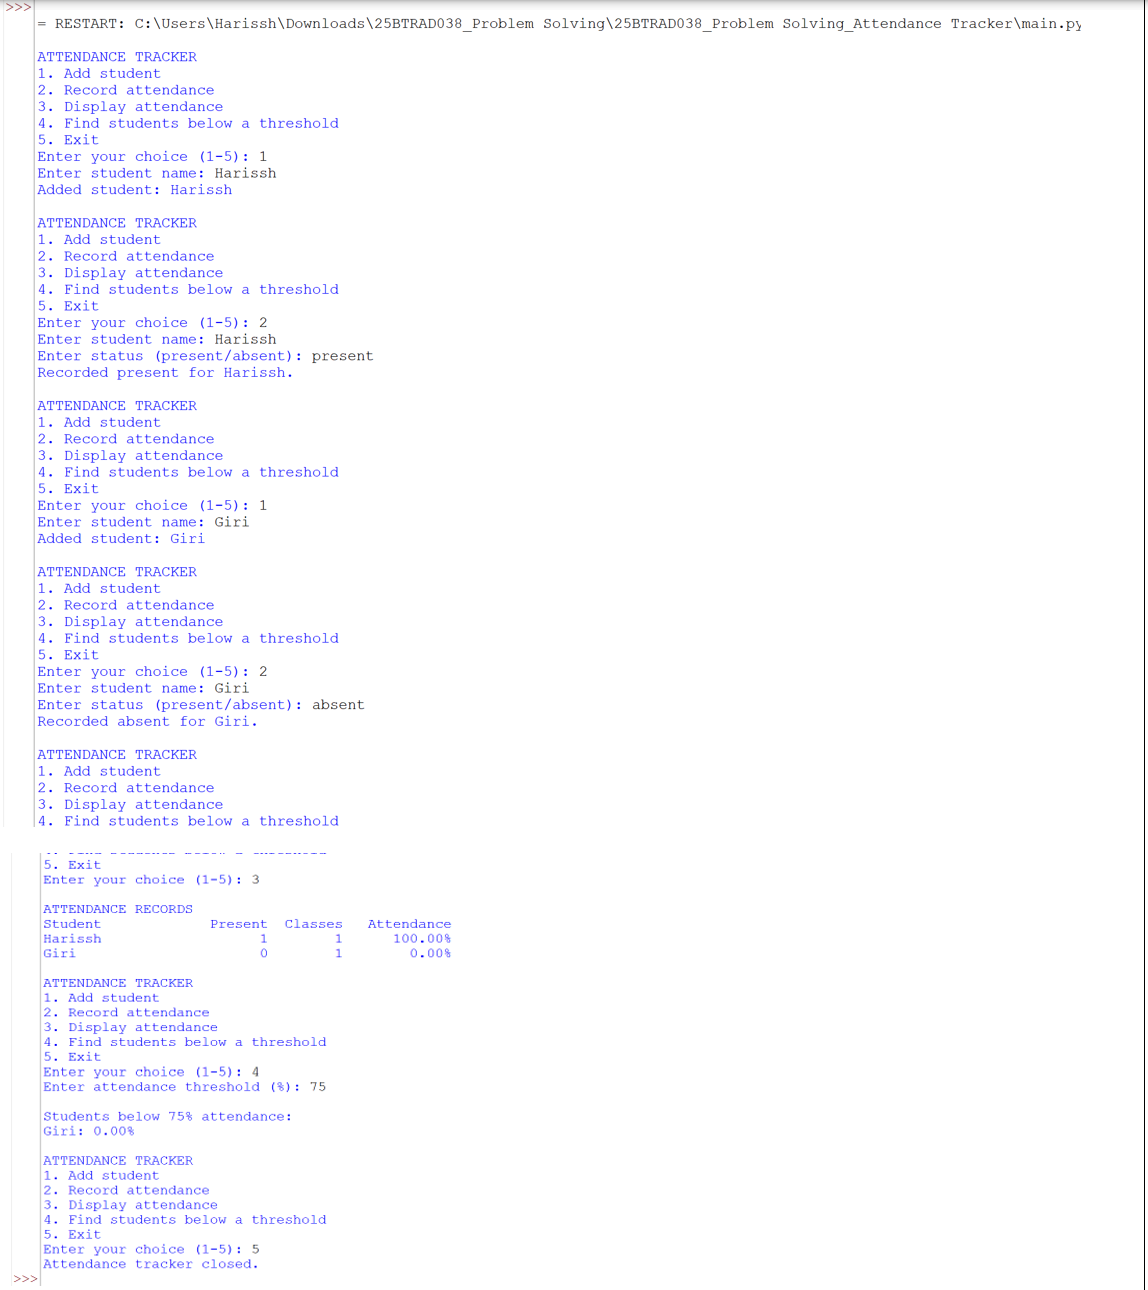 >>>
= RESTART: C:\Users\Harissh\Downloads\25BTRAD038_Problem Solving\25BTRAD038_Problem Solving_Attendance Tracker\main.py
ATTENDANCE TRACKER
1. Add student
2. Record attendance
3. Display attendance
4. Find students below a threshold
5. Exit
Enter your choice (1-5): 1
Enter student name: Harissh
Added student: Harissh
ATTENDANCE TRACKER
1. Add student
2. Record attendance
3. Display attendance
4. Find students below a threshold
5. Exit
Enter your choice (1-5): 2
Enter student name: Harissh
Enter status (present/absent): present
Recorded present for Harissh.
ATTENDANCE TRACKER
1. Add student
2. Record attendance
3. Display attendance
4. Find students below a threshold
5. Exit
Enter your choice (1-5): 1
Enter student name: Giri
Added student: Giri
ATTENDANCE TRACKER
1. Add student
2. Record attendance
3. Display attendance
4. Find students below a threshold
5. Exit
Enter your choice (1-5): 2
Enter student name: Giri
Enter status (present/absent): absent
Recorded absent for Giri.
ATTENDANCE TRACKER
1. Add student
2. Record attendance
3. Display attendance
4. Find students below a threshold
5. Exit
Enter your choice (1-5): 3
ATTENDANCE RECORDS
Student Present Classes Attendance
Harissh 1 1 100.00%
Giri 0 1 0.00%
ATTENDANCE TRACKER
1. Add student
2. Record attendance
3. Display attendance
4. Find students below a threshold
5. Exit
Enter your choice (1-5): 4
Enter attendance threshold (%): 75
Students below 75% attendance:
Giri: 0.00%
ATTENDANCE TRACKER
1. Add student
2. Record attendance
3. Display attendance
4. Find students below a threshold
5. Exit
Enter your choice (1-5): 5
Attendance tracker closed.
>>>